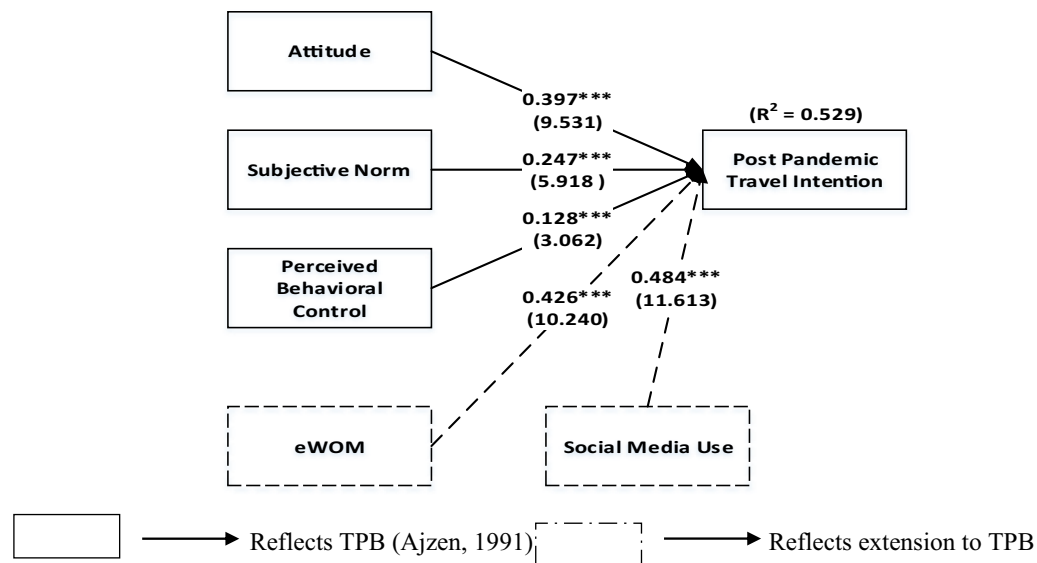 Attitude
0.397***
(9.531)
(R² = 0.529)
Subjective Norm
0.247***
(5.918 )
Post Pandemic
Travel Intention
0.128***
(3.062)
Perceived
Behavioral
Control
0.426***
(10.240)
0.484***
(11.613)
eWOM
Social Media Use
Reflects TPB (Ajzen, 1991)
Reflects extension to TPB